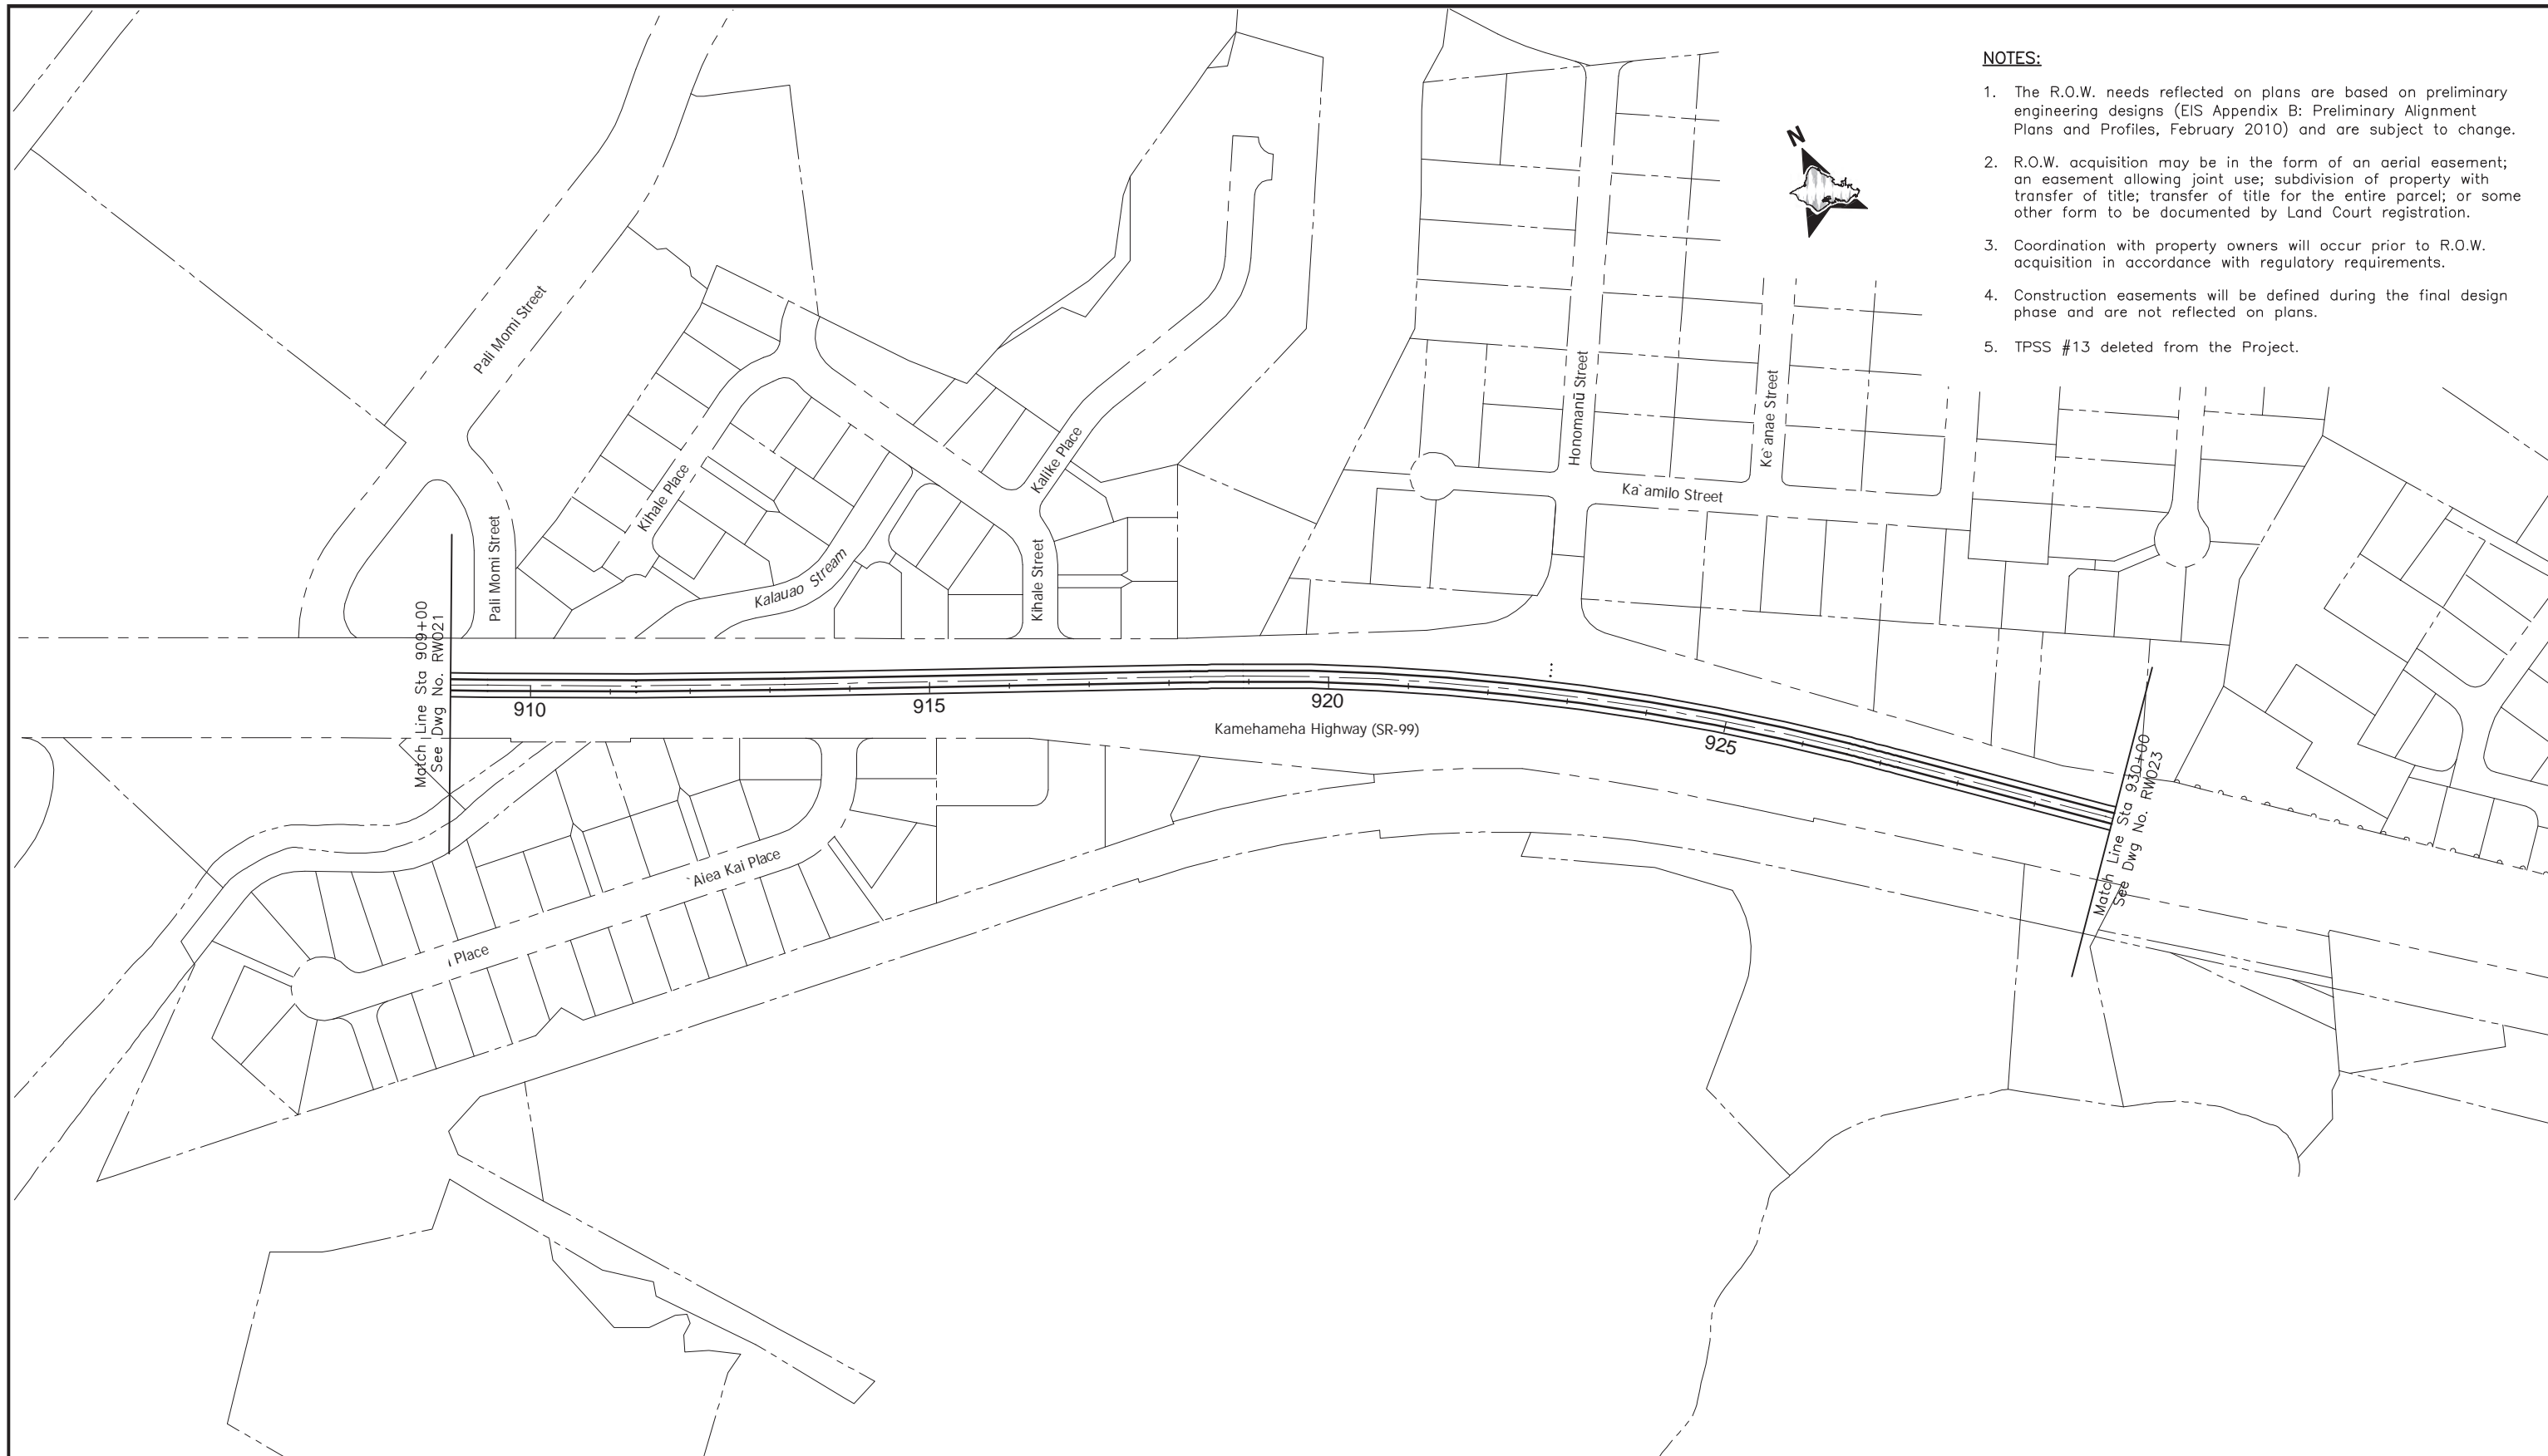 NOTES:
1. The R.O.W. needs reflected on plans are based on preliminary
engineering designs (EIS Appendix B: Preliminary Alignment
Plans and Profiles, February 2010) and are subject to change.
2. R.O.W. acquisition may be in the form of an aerial easement;
an easement allowing joint use; subdivision of property with
transfer of title; transfer of title for the entire parcel; or some
other form to be documented by Land Court registration.
3. Coordination with property owners will occur prior to R.O.W.
acquisition in accordance with regulatory requirements.
4. Construction easements will be defined during the final design
phase and are not reflected on plans.
5. TPSS #13 deleted from the Project.
N
Pali Momi Street
Pali Momi Street
Kihale Place
Kalauao Stream
Kalike Place
Kihale Street
Honomanū Street
Ke`anae Street
Ka`amilo Street
Match Line Sta 909+00
See Dwg No. RW021
910
915
920
925
Kamehameha Highway (SR-99)
Match Line Sta 930+00
See Dwg No. RW023
`Aiea Kai Place
Place